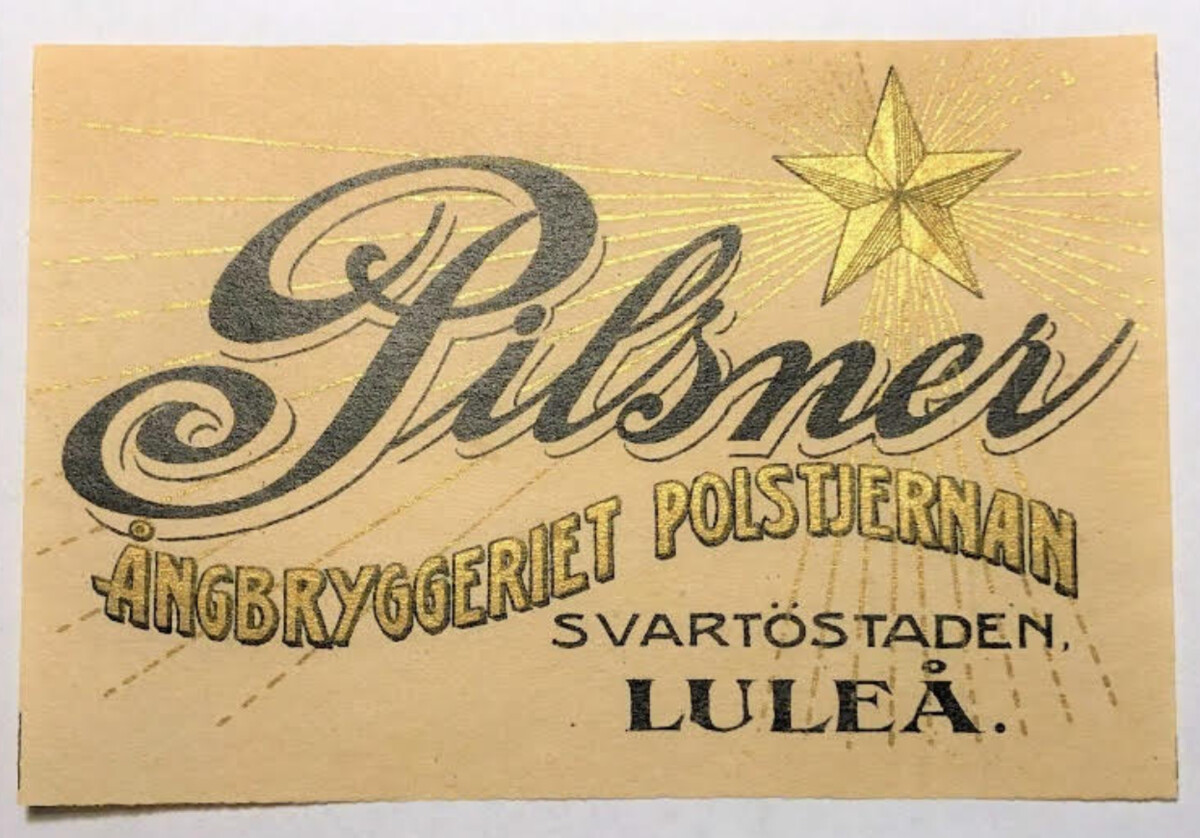 Pilsner
ÅNGBRYGGERIET POLSTJERNAN
SVARTÖSTADEN,
LULEÅ.